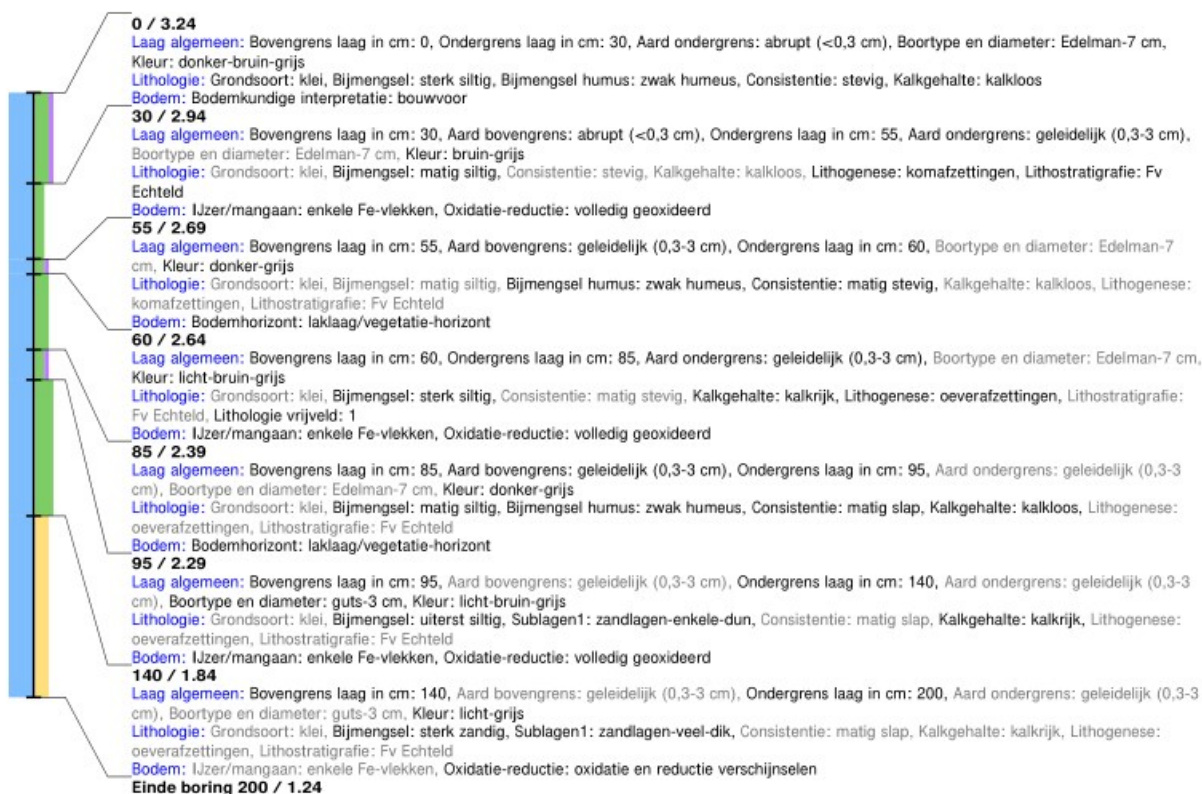 0 / 3.24
Laag algemeen: Bovengrens laag in cm: 0, Ondergrens laag in cm: 30, Aard ondergrens: abrupt (<0,3 cm), Boortype en diameter: Edelman-7 cm,
Kleur: donker-bruin-grijs
Lithologie: Grondsoort: klei, Bijmengsel: sterk siltig, Bijmengsel humus: zwak humeus, Consistentie: stevig, Kalkgehalte: kalkloos
Bodem: Bodemkundige interpretatie: bouwvoor
30 / 2.94
Laag algemeen: Bovengrens laag in cm: 30, Aard bovengrens: abrupt (<0,3 cm), Ondergrens laag in cm: 55, Aard ondergrens: geleidelijk (0,3-3 cm),
Boortype en diameter: Edelman-7 cm, Kleur: bruin-grijs
Lithologie: Grondsoort: klei, Bijmengsel: matig siltig, Consistentie: stevig, Kalkgehalte: kalkloos, Lithogenese: komafzettingen, Lithostratigrafie: Fv
Echteld
Bodem: IJzer/mangaan: enkele Fe-vlekken, Oxidatie-reductie: volledig geoxideerd
55 / 2.69
Laag algemeen: Bovengrens laag in cm: 55, Aard bovengrens: geleidelijk (0,3-3 cm), Ondergrens laag in cm: 60, Boortype en diameter: Edelman-7
cm, Kleur: donker-grijs
Lithologie: Grondsoort: klei, Bijmengsel: matig siltig, Bijmengsel humus: zwak humeus, Consistentie: matig stevig, Kalkgehalte: kalkloos, Lithogenese:
komafzettingen, Lithostratigrafie: Fv Echteld
Bodem: Bodemhorizont: laklaag/vegetatie-horizont
60 / 2.64
Laag algemeen: Bovengrens laag in cm: 60, Ondergrens laag in cm: 85, Aard ondergrens: geleidelijk (0,3-3 cm), Boortype en diameter: Edelman-7 cm,
Kleur: licht-bruin-grijs
Lithologie: Grondsoort: klei, Bijmengsel: sterk siltig, Consistentie: matig stevig, Kalkgehalte: kalkrijk, Lithogenese: oeverafzettingen, Lithostratigrafie:
Fv Echteld, Lithologie vrijveld: 1
Bodem: IJzer/mangaan: enkele Fe-vlekken, Oxidatie-reductie: volledig geoxideerd
85 / 2.39
Laag algemeen: Bovengrens laag in cm: 85, Aard bovengrens: geleidelijk (0,3-3 cm), Ondergrens laag in cm: 95, Aard ondergrens: geleidelijk (0,3-3
cm), Boortype en diameter: Edelman-7 cm, Kleur: donker-grijs
Lithologie: Grondsoort: klei, Bijmengsel: matig siltig, Bijmengsel humus: zwak humeus, Consistentie: matig slap, Kalkgehalte: kalkloos, Lithogenese:
oeverafzettingen, Lithostratigrafie: Fv Echteld
Bodem: Bodemhorizont: laklaag/vegetatie-horizont
95 / 2.29
Laag algemeen: Bovengrens laag in cm: 95, Aard bovengrens: geleidelijk (0,3-3 cm), Ondergrens laag in cm: 140, Aard ondergrens: geleidelijk (0,3-3
cm), Boortype en diameter: guts-3 cm, Kleur: licht-bruin-grijs
Lithologie: Grondsoort: klei, Bijmengsel: uiterst siltig, Sublagen1: zandlagen-enkele-dun, Consistentie: matig slap, Kalkgehalte: kalkrijk, Lithogenese:
oeverafzettingen, Lithostratigrafie: Fv Echteld
Bodem: IJzer/mangaan: enkele Fe-vlekken, Oxidatie-reductie: volledig geoxideerd
140 / 1.84
Laag algemeen: Bovengrens laag in cm: 140, Aard bovengrens: geleidelijk (0,3-3 cm), Ondergrens laag in cm: 200, Aard ondergrens: geleidelijk (0,3-3
cm), Boortype en diameter: guts-3 cm, Kleur: licht-grijs
Lithologie: Grondsoort: klei, Bijmengsel: sterk zandig, Sublagen1: zandlagen-veel-dik, Consistentie: matig slap, Kalkgehalte: kalkrijk, Lithogenese:
oeverafzettingen, Lithostratigrafie: Fv Echteld
Bodem: IJzer/mangaan: enkele Fe-vlekken, Oxidatie-reductie: oxidatie en reductie verschijnselen
Einde boring 200 / 1.24